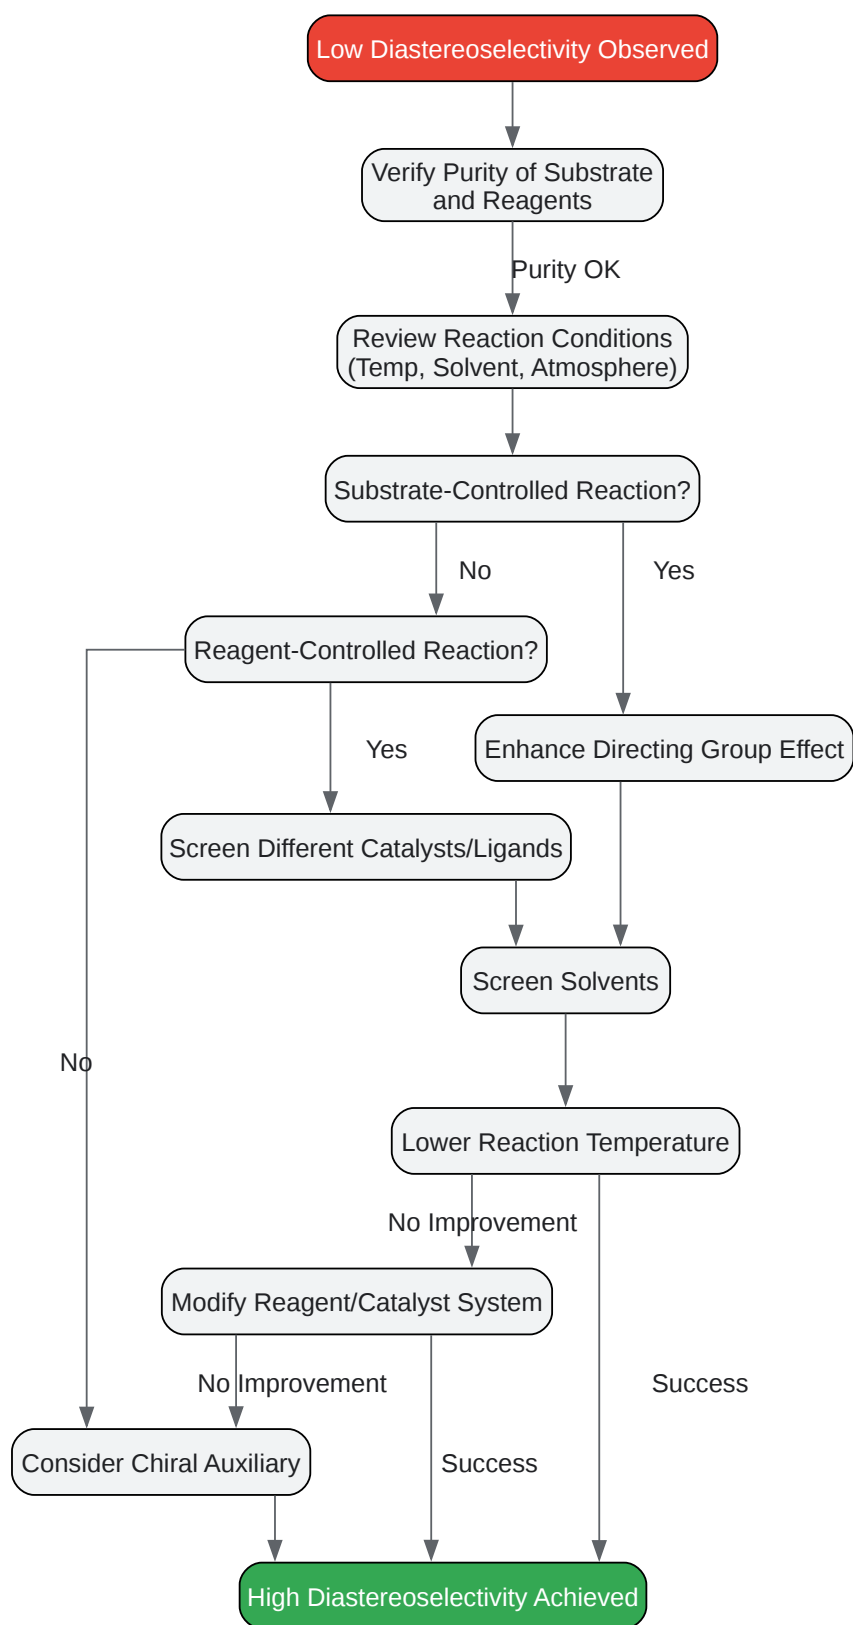 Low Diastereoselectivity Observed
Verify Purity of Substrate
and Reagents
Purity OK
Review Reaction Conditions
(Temp, Solvent, Atmosphere)
Substrate-Controlled Reaction?
No
Yes
Reagent-Controlled Reaction?
Yes
Enhance Directing Group Effect
Screen Different Catalysts/Ligands
Screen Solvents
No
Lower Reaction Temperature
No Improvement
Modify Reagent/Catalyst System
No Improvement
Success
Consider Chiral Auxiliary
Success
High Diastereoselectivity Achieved